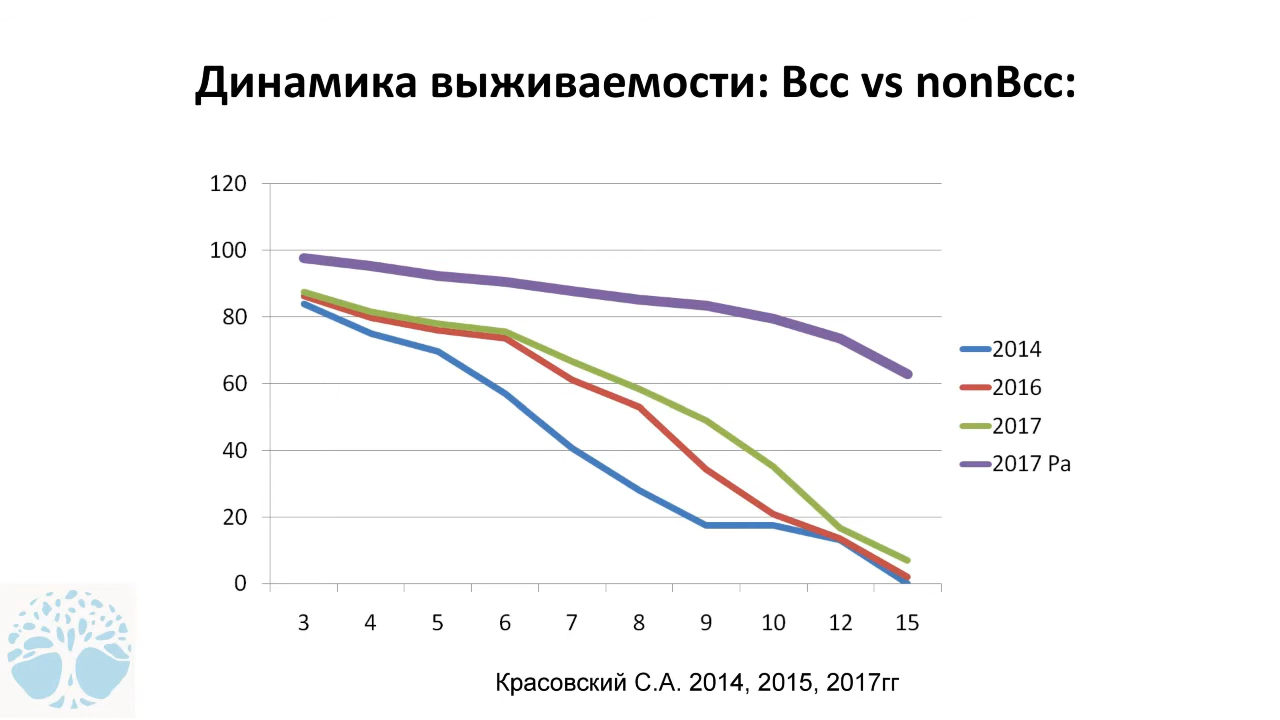 Динамика выживаемости: Bcc vs nonBcc:
120
100
80
60
40
20
0
3 4 5 6 7 8 9 10 12 15
2014
2016
2017
2017 Pa
Красовский С.А. 2014, 2015, 2017гг